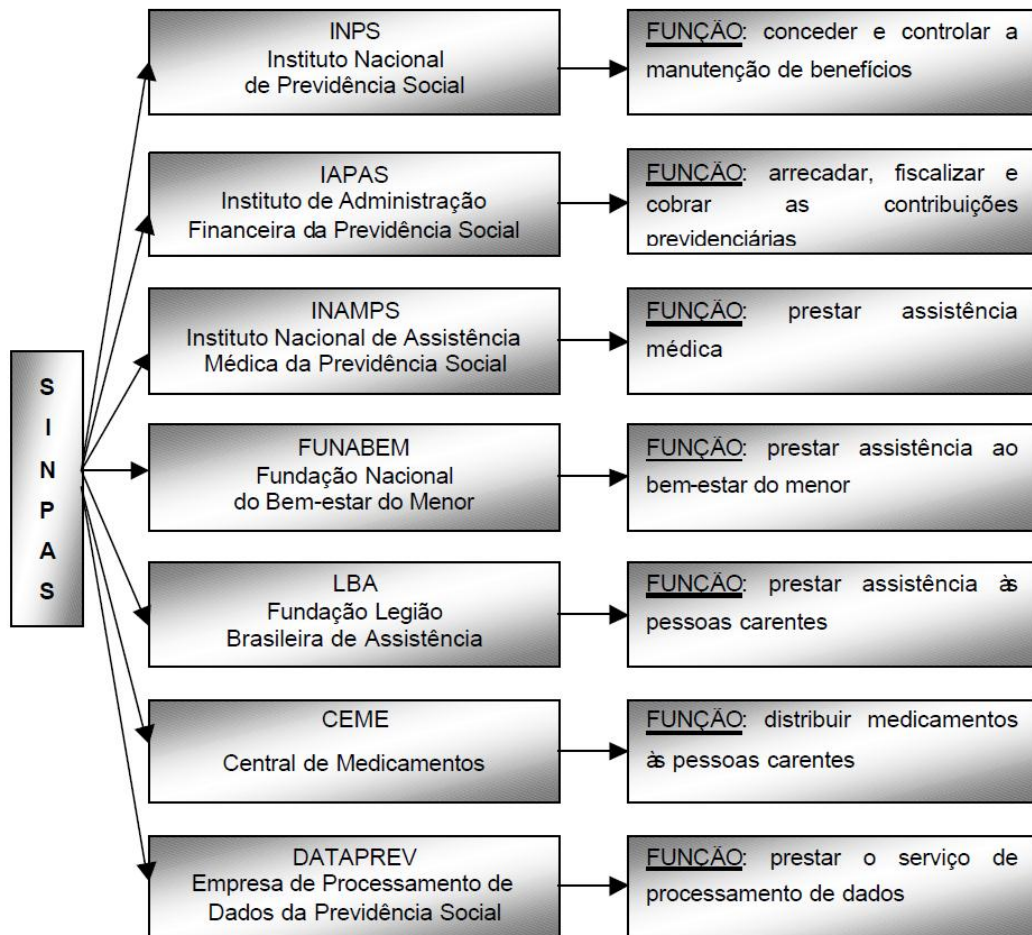 INPS
Instituto Nacional
de Previdência Social
FUNÇÃO: conceder e controlar a
manutenção de benefícios
IAPAS
Instituto de Administração
Financeira da Previdência Social
FUNÇÃO: arrecadar, fiscalizar e
cobrar as contribuições
previdenciárias
INAMPS
Instituto Nacional de Assistência
Médica da Previdência Social
FUNÇÃO: prestar assistência
médica
S
I
N
P
A
S
FUNABEM
Fundação Nacional
do Bem-estar do Menor
FUNÇÃO: prestar assistência ao
bem-estar do menor
LBA
Fundação Legião
Brasileira de Assistência
FUNÇÃO: prestar assistência às
pessoas carentes
CEME
Central de Medicamentos
FUNÇÃO: distribuir medicamentos
às pessoas carentes
DATAPREV
Empresa de Processamento de
Dados da Previdência Social
FUNÇÃO: prestar o serviço de
processamento de dados